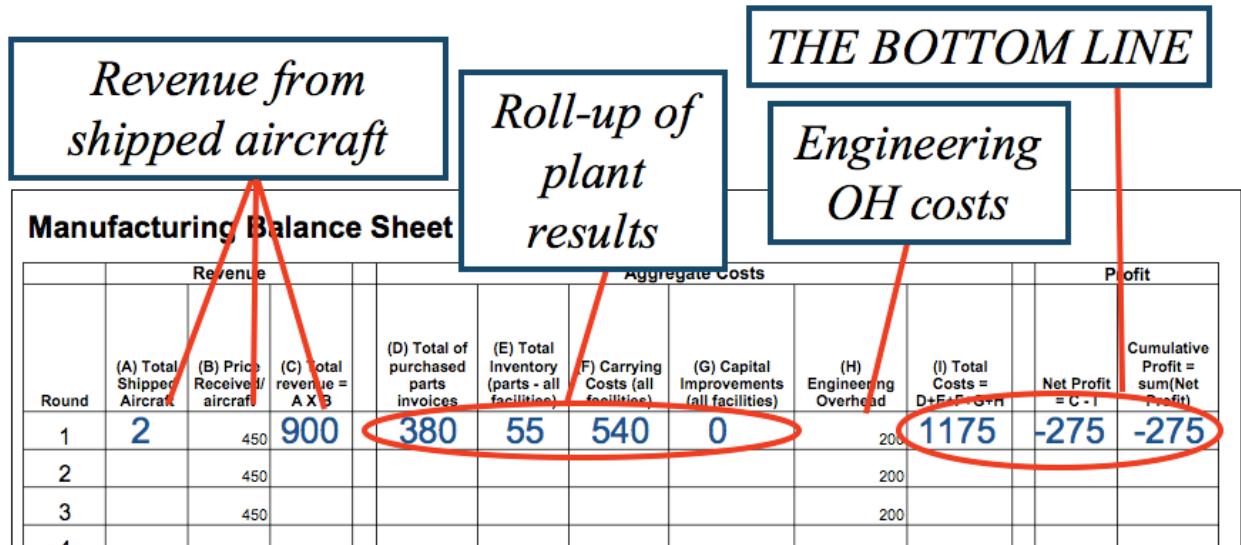 THE BOTTOM LINE
Revenue from
shipped aircraft
Roll-up of
plant
results
Engineering
OH costs
Manufacturing Balance Sheet
Revenue
Aggregate Costs
Profit
Round
(A) Total
Shipped
Aircraft
(B) Price
Received/
aircraft
(C) Total
revenue =
A X B
(D) Total of
purchased
parts
invoices
(E) Total
Inventory
(parts - all
facilities)
(F) Carrying
Costs (all
facilities)
(G) Capital
Improvements
(all facilities)
(H)
Engineering
Overhead
(I) Total
Costs =
D+E+F+G+H
Net Profit
= C - I
Cumulative
Profit =
sum(Net
Profit)
1 2 450 900 380 55 540 0 200 1175 -275 -275
2 450 200
3 450 200